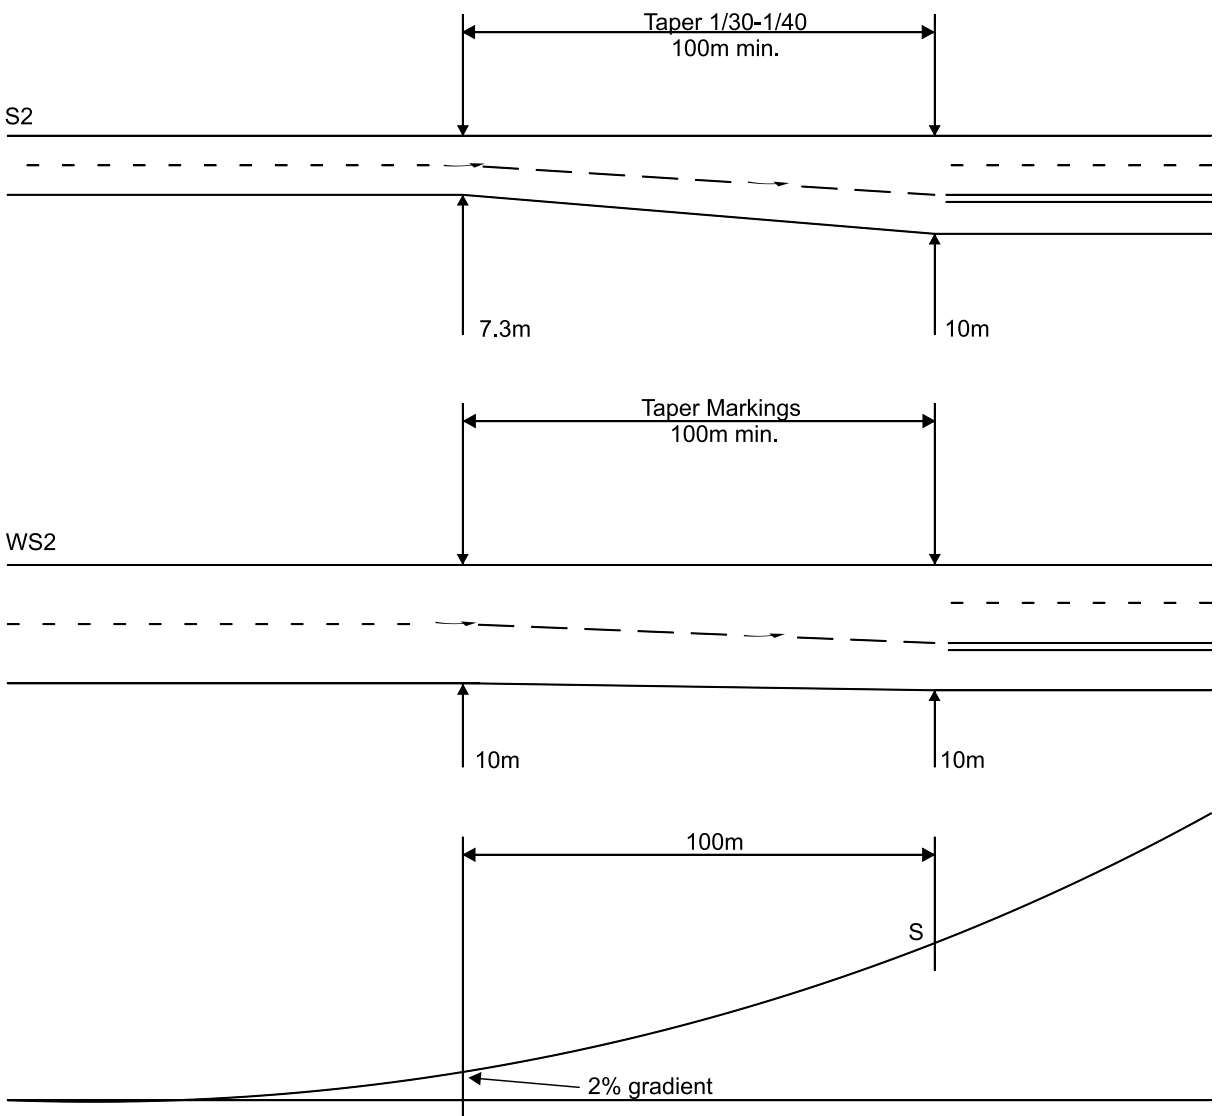 Taper 1/30-1/40
100m min.
S2
7.3m
10m
Taper Markings
100m min.
WS2
10m
10m
100m
S
2% gradient